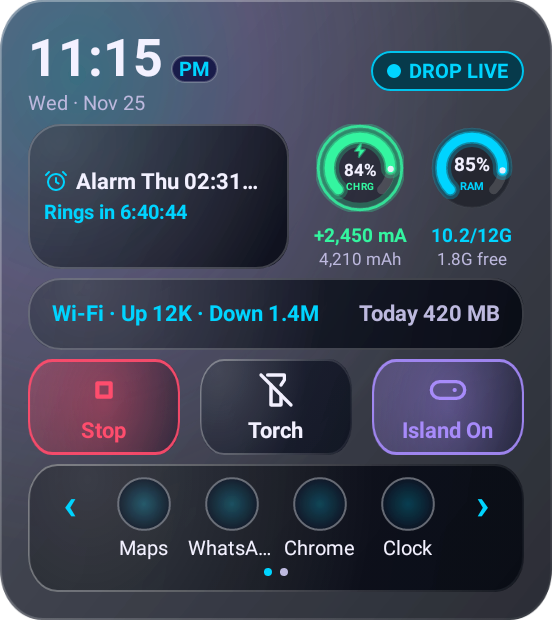 11:15 PM
DROP LIVE
Wed · Nov 25
Alarm Thu 02:31...
Rings in 6:40:44
84%
CHRG
+2,450 mA
4,210 mAh
85%
RAM
10.2/12G
1.8G free
Wi-Fi · Up 12K · Down 1.4M
Today 420 MB
Stop
Torch
Island On
‹
›
Maps
WhatsA...
Chrome
Clock